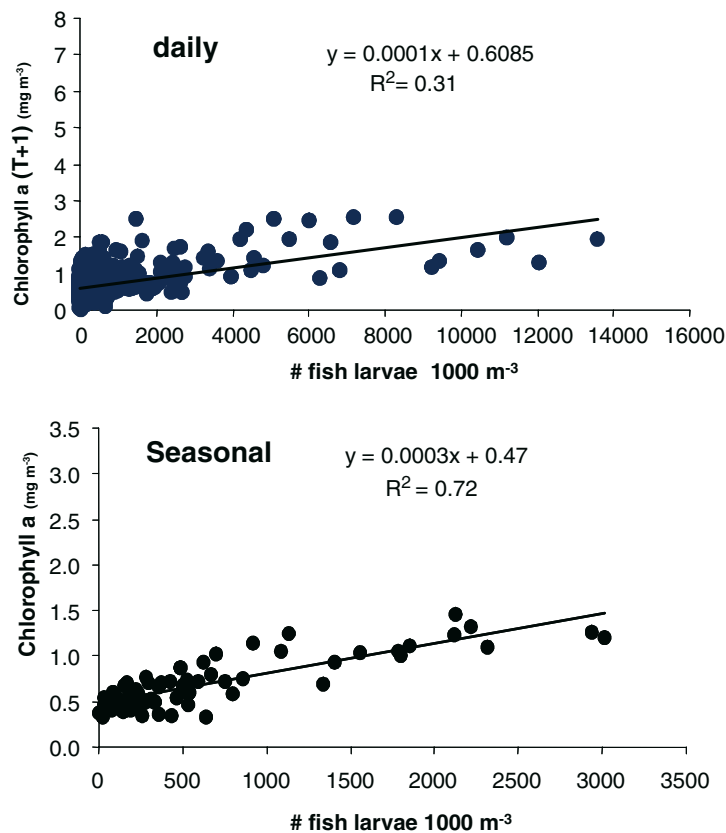 daily
y = 0.0001x + 0.6085
R²= 0.31
Chlorophyll a (T+1) (mg m-³)
8
7
6
5
4
3
2
1
0
0 2000 4000 6000 8000 10000 12000 14000 16000
# fish larvae 1000 m-³
Seasonal
y = 0.0003x + 0.47
R² = 0.72
Chlorophyll a (mg m-³)
3.5
3.0
2.5
2.0
1.5
1.0
0.5
0.0
0 500 1000 1500 2000 2500 3000 3500
# fish larvae 1000 m-³